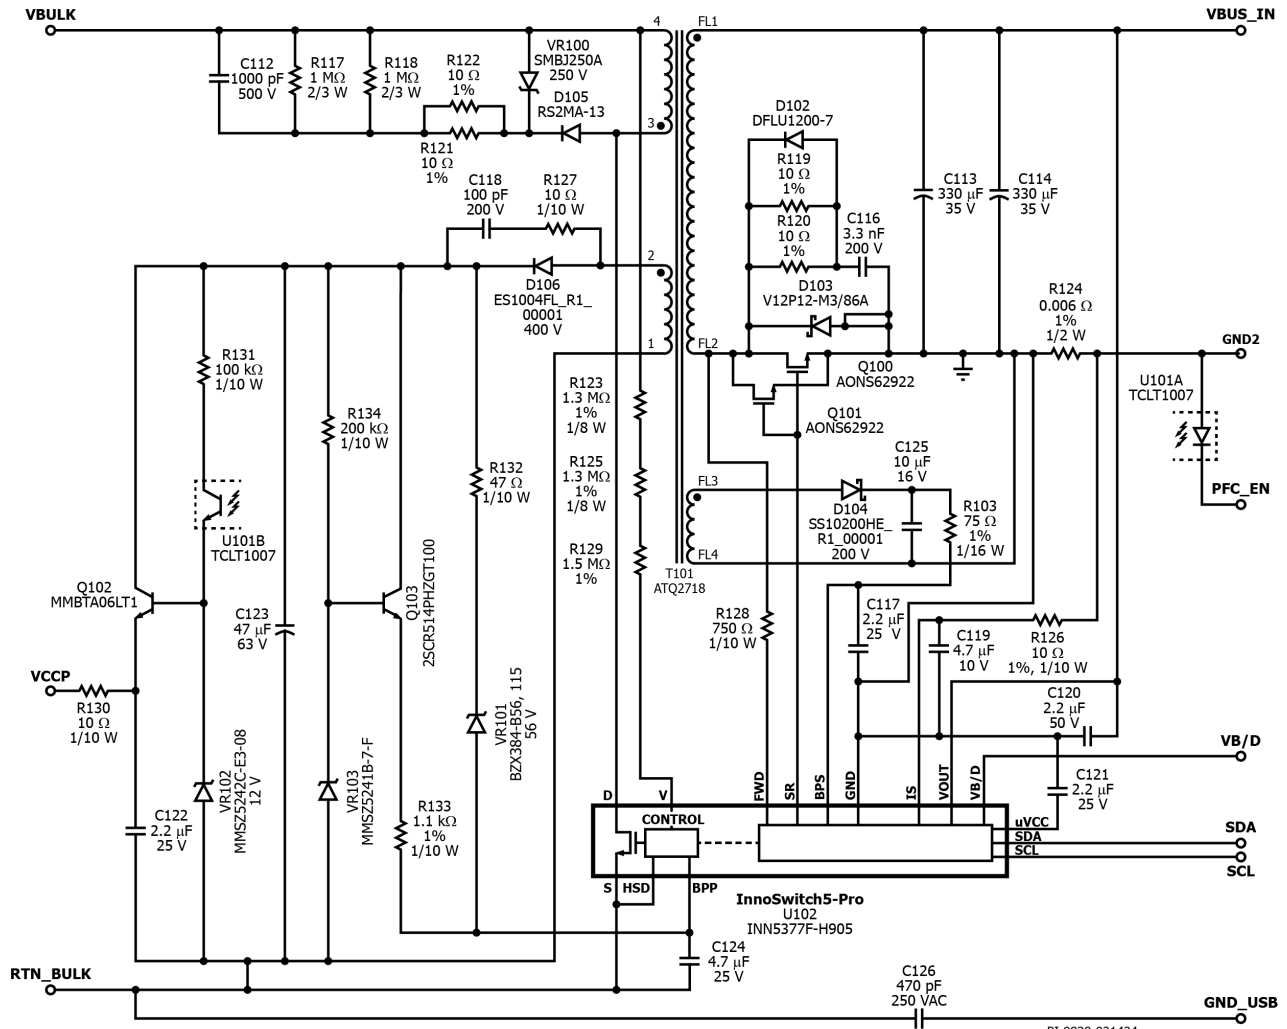 VBULK
4
FL1
VBUS_IN
C112
1000 pF
500 V
R117
1 MΩ
2/3 W
R118
1 MΩ
2/3 W
R122
10 Ω
1%
VR100
SMBJ250A
250 V
D105
RS2MA-13
3
R121
10 Ω
1%
D102
DFLU1200-7
R119
10 Ω
1%
R120
10 Ω
1%
C116
3.3 nF
200 V
C113
330 µF
35 V
C114
330 µF
35 V
C118
100 pF
200 V
R127
10 Ω
1/10 W
2
D106
ES1004FL_R1_
00001
400 V
D103
V12P12-M3/86A
R124
0.006 Ω
1%
1/2 W
1
FL2
GND2
Q100
AONS62922
Q101
AONS62922
U101A
TCLT1007
PFC_EN
R131
100 kΩ
1/10 W
R134
200 kΩ
1/10 W
R123
1.3 MΩ
1%
1/8 W
R125
1.3 MΩ
1%
1/8 W
R129
1.5 MΩ
1%
R132
47 Ω
1/10 W
FL3
FL4
D104
SS10200HE_
R1_00001
200 V
C125
10 µF
16 V
R103
75 Ω
1%
1/16 W
T101
ATQ2718
U101B
TCLT1007
Q102
MMBTA06LT1
Q103
2SCR514PHZGT100
C123
47 µF
63 V
R128
750 Ω
1/10 W
C117
2.2 µF
25 V
C119
4.7 µF
10 V
R126
10 Ω
1%, 1/10 W
VCCP
R130
10 Ω
1/10 W
VR101
BZX384-B56, 115
56 V
C120
2.2 µF
50 V
VB/D
VR102
MMSZ5242C-E3-08
12 V
VR103
MMSZ5241B-7-F
C122
2.2 µF
25 V
R133
1.1 kΩ
1%
1/10 W
C121
2.2 µF
25 V
D
V
FWD
SR
BPS
GND
IS
VOUT
VB/D
CONTROL
uVCC
SDA
SCL
SDA
SCL
S
HSD
BPP
InnoSwitch5-Pro
U102
INN5377F-H905
C124
4.7 µF
25 V
RTN_BULK
C126
470 pF
250 VAC
GND_USB